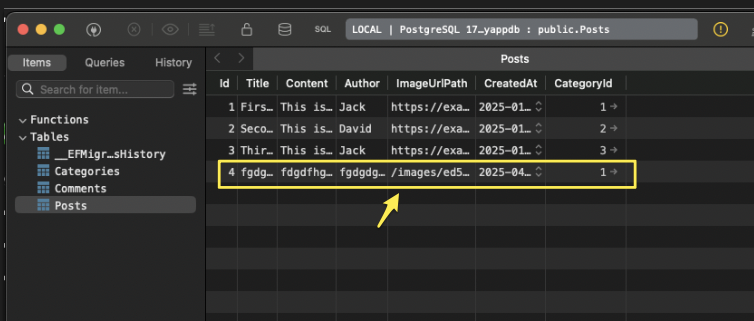 SQL LOCAL | PostgreSQL 17...yappdb : public.Posts
Items Queries History
Posts
Search for item...
Id Title Content Author ImageUrlPath CreatedAt CategoryId
Functions
Tables
__EFMigr...sHistory
Categories
Comments
Posts
1 Firs... This is... Jack https://exa... 2025-01... 1
2 Seco... This is... David https://exa... 2025-01... 2
3 Thir... This is... Jack https://exa... 2025-01... 3
4 fgdg... fdgdfhg... fgdgdg... /images/ed5... 2025-04... 1